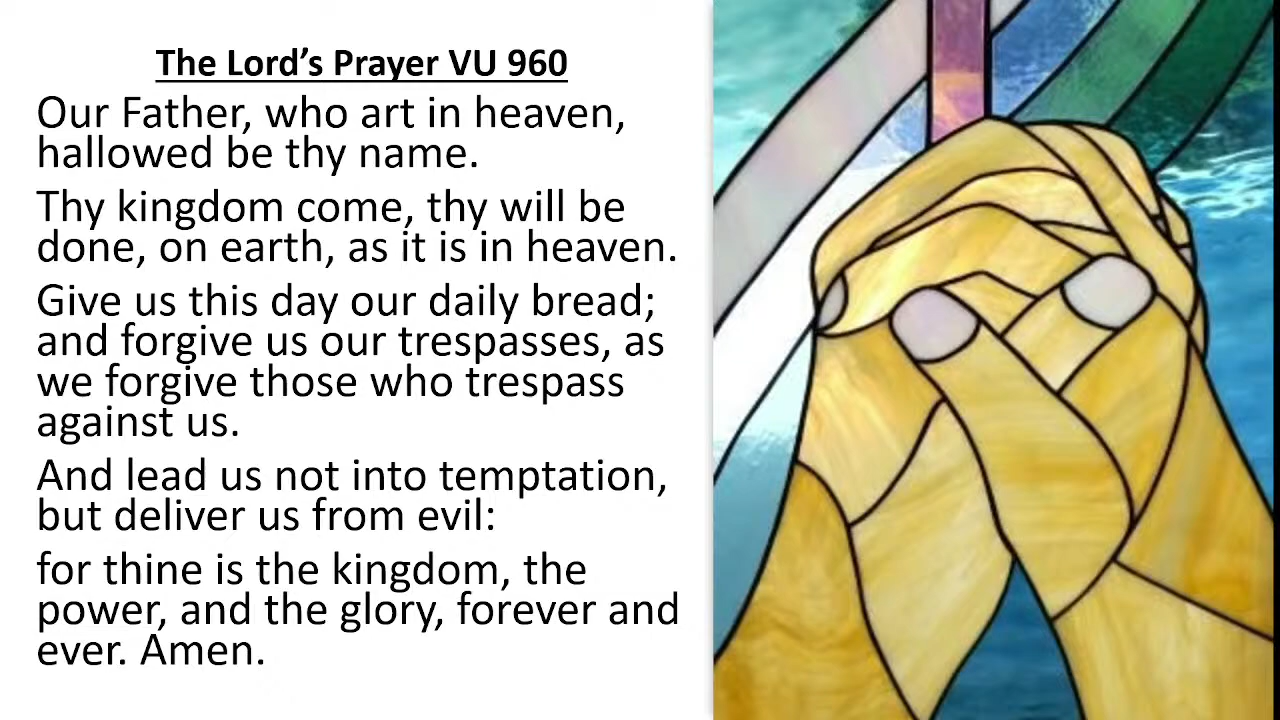 The Lord’s Prayer VU 960
Our Father, who art in heaven,
hallowed be thy name.
Thy kingdom come, thy will be
done, on earth, as it is in heaven.
Give us this day our daily bread;
and forgive us our trespasses, as
we forgive those who trespass
against us.
And lead us not into temptation,
but deliver us from evil:
for thine is the kingdom, the
power, and the glory, forever and
ever. Amen.